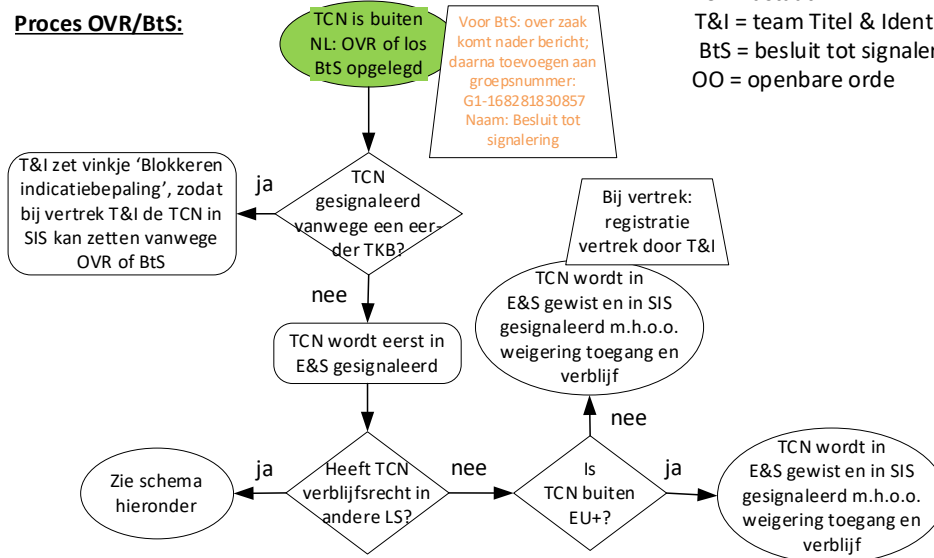 Proces OVR/BtS:
TCN is buiten
NL: OVR of los
BtS opgelegd
Voor BtS: over zaak
komt nader bericht;
daarna toevoegen aan
groepsnummer:
G1-168281830857
Naam: Besluit tot
signalering
T&I = team Titel & Ident
BtS = besluit tot signaler
OO = openbare orde
T&I zet vinkje ‘Blokkeren
indicatiebepaling’, zodat
bij vertrek T&I de TCN in
SIS kan zetten vanwege
OVR of BtS
ja
TCN
gesignaleerd
vanwege een eer-
der TKB?
nee
Bij vertrek:
registratie
vertrek door T&I
TCN wordt in
E&S gewist en in SIS
gesignaleerd m.h.o.o.
weigering toegang en
verblijf
TCN wordt eerst in
E&S gesignaleerd
nee
Zie schema
hieronder
ja
Heeft TCN
verblijfsrecht in
andere LS?
nee
Is
TCN buiten
EU+?
ja
TCN wordt in
E&S gewist en in SIS
gesignaleerd m.h.o.o.
weigering toegang en
verblijf